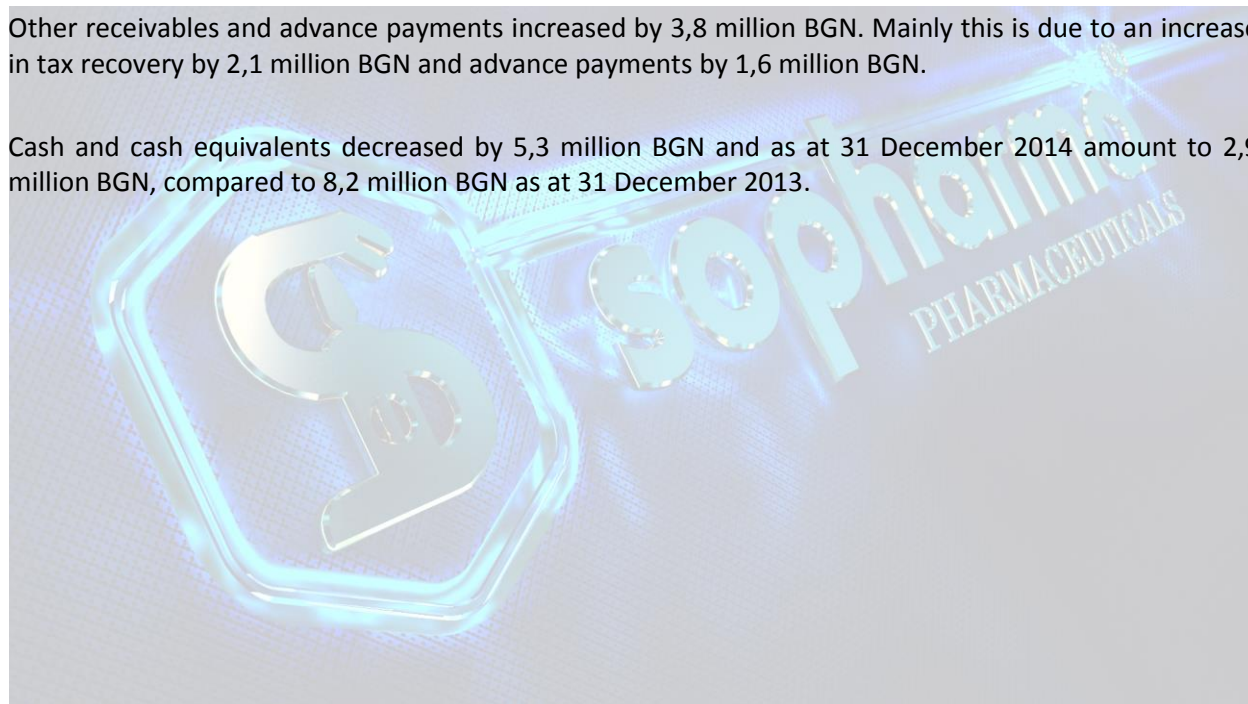 Other receivables and advance payments increased by 3,8 million BGN. Mainly this is due to an increase
in tax recovery by 2,1 million BGN and advance payments by 1,6 million BGN.
Cash and cash equivalents decreased by 5,3 million BGN and as at 31 December 2014 amount to 2,9
million BGN, compared to 8,2 million BGN as at 31 December 2013.
sopharma
PHARMACEUTICALS